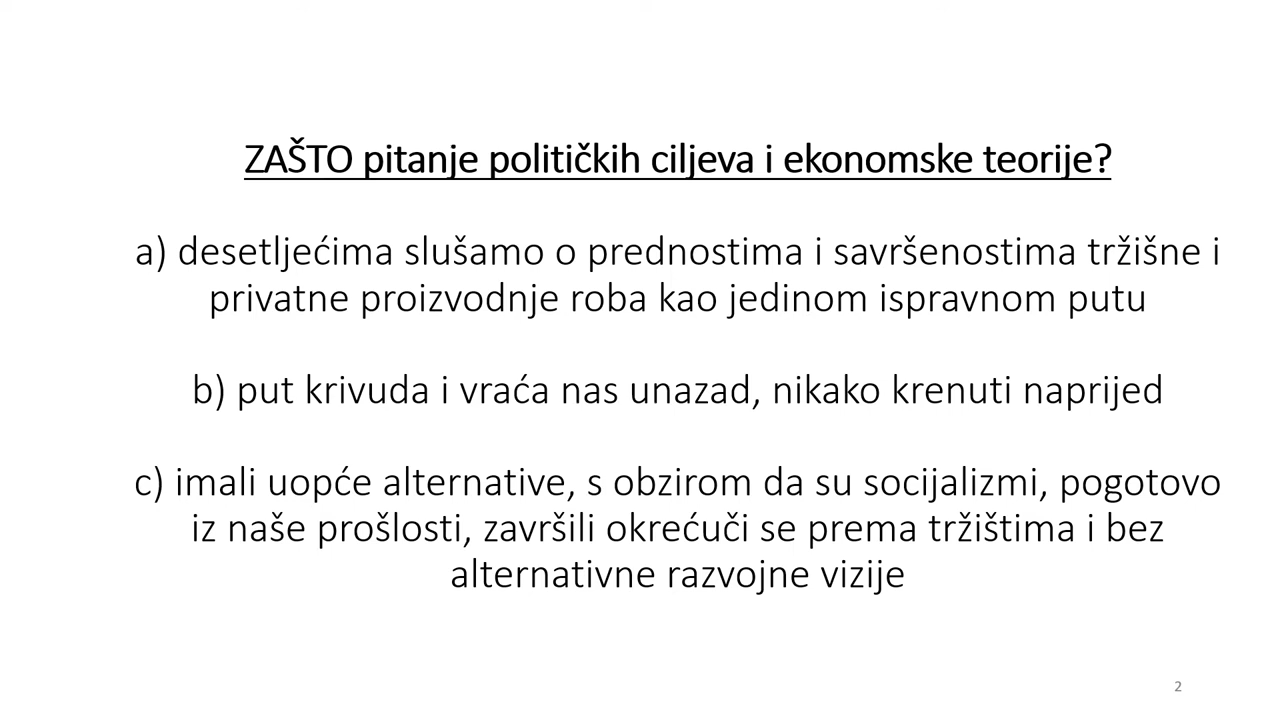 ZAŠTO pitanje političkih ciljeva i ekonomske teorije?
a) desetljećima slušamo o prednostima i savršenostima tržišne i
privatne proizvodnje roba kao jedinom ispravnom putu
b) put krivuda i vraća nas unazad, nikako krenuti naprijed
c) imali uopće alternative, s obzirom da su socijalizmi, pogotovo
iz naše prošlosti, završili okrećuči se prema tržištima i bez
alternativne razvojne vizije
2